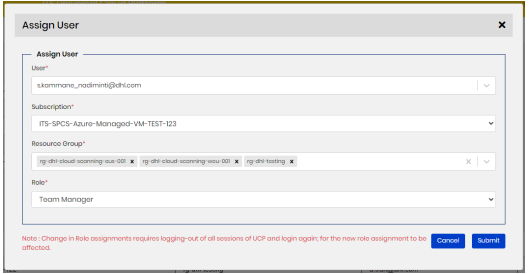 Assign User
Assign User
User*
s.kammane_nadiminti@dhl.com
Subscription*
ITS-SPCS-Azure-Managed-VM-TEST-123
Resource Group*
rg-dhl-cloud-scanning-sus-001 x rg-dhl-cloud-scanning-wsu-001 x rg-dhl-testing x
Role*
Team Manager
Note : Change in Role assignments requires logging-out of all sessions of UCP and login again, for the new role assignment to be
affected.
Cancel Submit